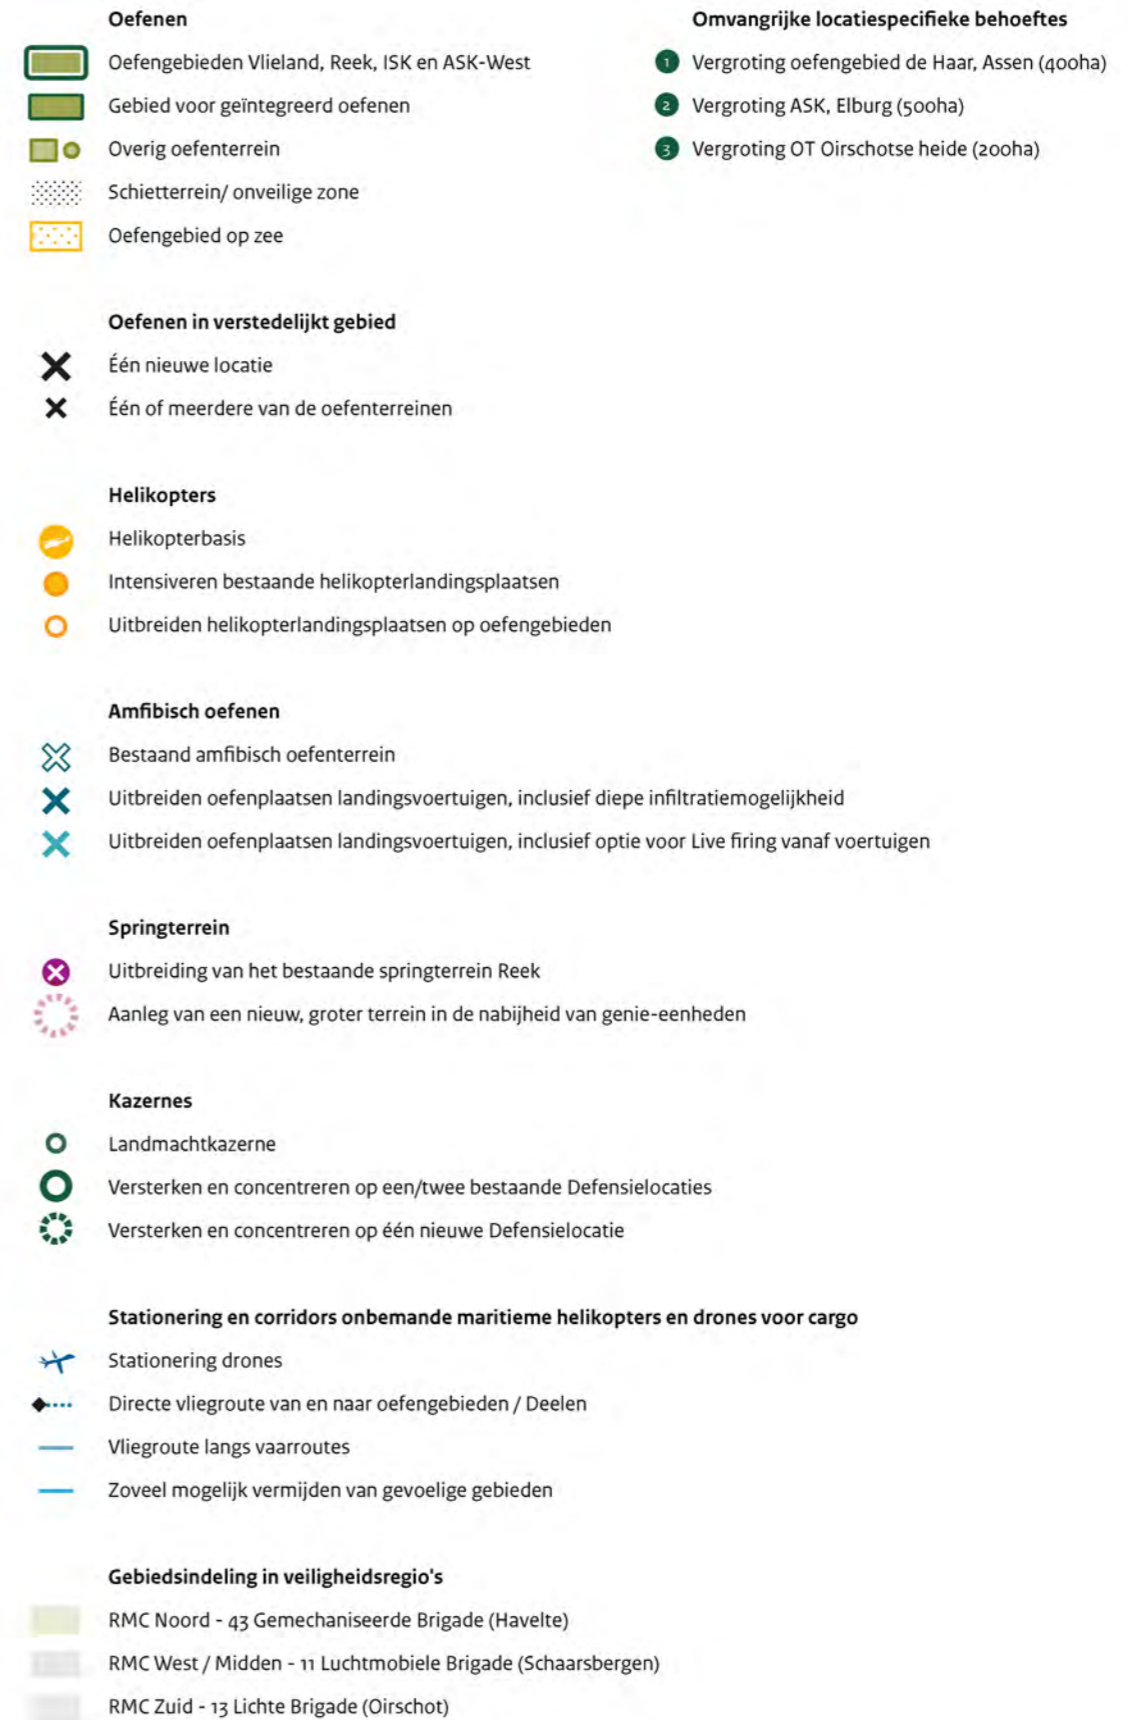 Oefenen
Oefengebieden Vlieland, Reek, ISK en ASK-West
Gebied voor geïntegreerd oefenen
Overig oefenterrein
Schietterrein/ onveilige zone
Oefengebied op zee
Omvangrijke locatiespecifieke behoeftes
1 Vergroting oefengebied de Haar, Assen (400ha)
2 Vergroting ASK, Elburg (500ha)
3 Vergroting OT Oirschotse heide (200ha)
Oefenen in verstedelijkt gebied
Één nieuwe locatie
Één of meerdere van de oefenterreinen
Helikopters
Helikopterbasis
Intensiveren bestaande helikopterlandingsplaatsen
Uitbreiden helikopterlandingsplaatsen op oefengebieden
Amfibisch oefenen
Bestaand amfibisch oefenterrein
Uitbreiden oefenplaatsen landingsvoertuigen, inclusief diepe infiltratiemogelijkheid
Uitbreiden oefenplaatsen landingsvoertuigen, inclusief optie voor Live firing vanaf voertuigen
Springterrein
Uitbreiding van het bestaande springterrein Reek
Aanleg van een nieuw, groter terrein in de nabijheid van genie-eenheden
Kazernes
Landmachtkazerne
Versterken en concentreren op een/twee bestaande Defensielocaties
Versterken en concentreren op één nieuwe Defensielocatie
Stationering en corridors onbemande maritieme helikopters en drones voor cargo
Stationering drones
Directe vliegroute van en naar oefengebieden / Deelen
Vliegroute langs vaarroutes
Zoveel mogelijk vermijden van gevoelige gebieden
Gebiedsindeling in veiligheidsregio's
RMC Noord - 43 Gemechaniseerde Brigade (Havelte)
RMC West / Midden - 11 Luchtmobiele Brigade (Schaarsbergen)
RMC Zuid - 13 Lichte Brigade (Oirschot)